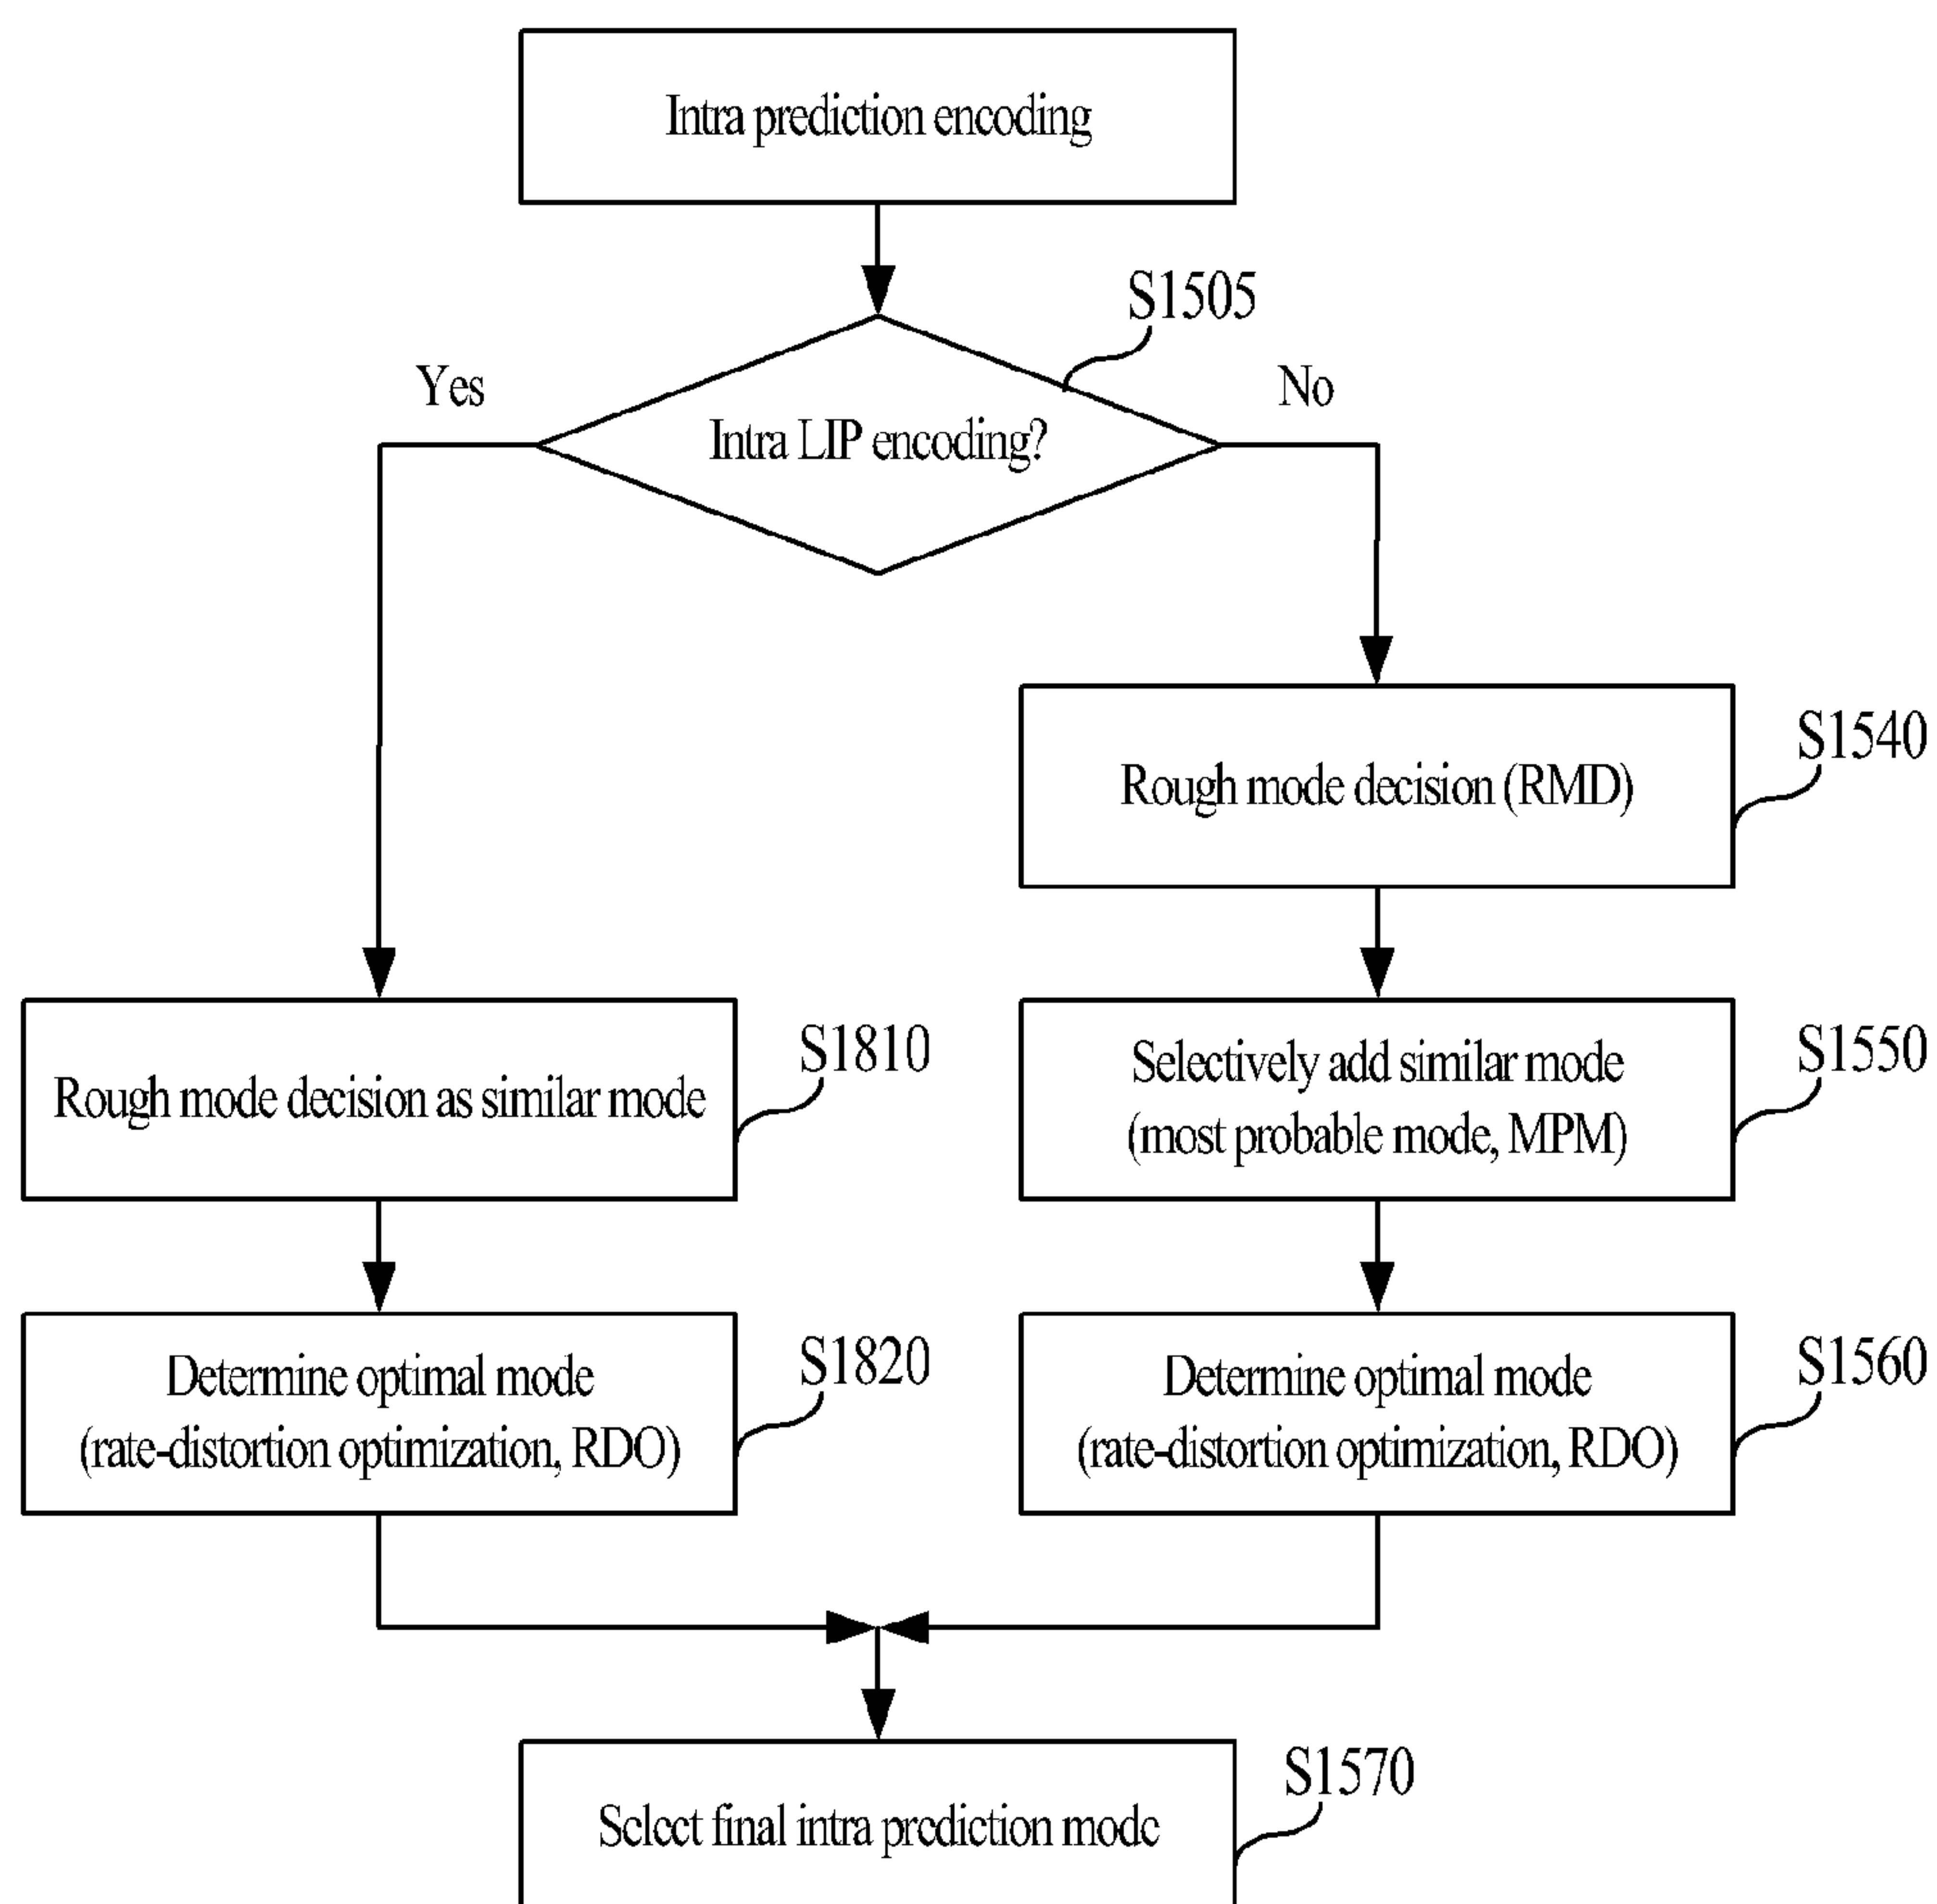 Intra prediction encoding
S1505
Yes
No
Intra LIP encoding?
S1540
Rough mode decision (RMD)
S1810
Rough mode decision as similar mode
S1550
Selectively add similar mode
(most probable mode, MPM)
S1820
Determine optimal mode
(rate-distortion optimization, RDO)
S1560
Determine optimal mode
(rate-distortion optimization, RDO)
S1570
Select final intra prediction mode